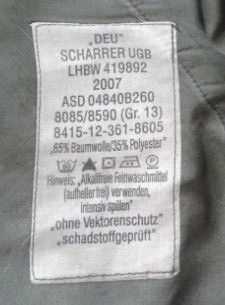 „DEU"
SCHARRER UGB
LHBW 419892
2007
ASD 04840B260
8085/8590 (Gr. 13)
8415-12-361-8605
„65% Baumwolle/35% Polyester"
60 P
Hinweis: „Alkalifreie Feinwaschmittel
(aufheller frei) verwenden,
intensiv spülen"
„ohne Vektorenschutz"
„schadstoffgeprüft"